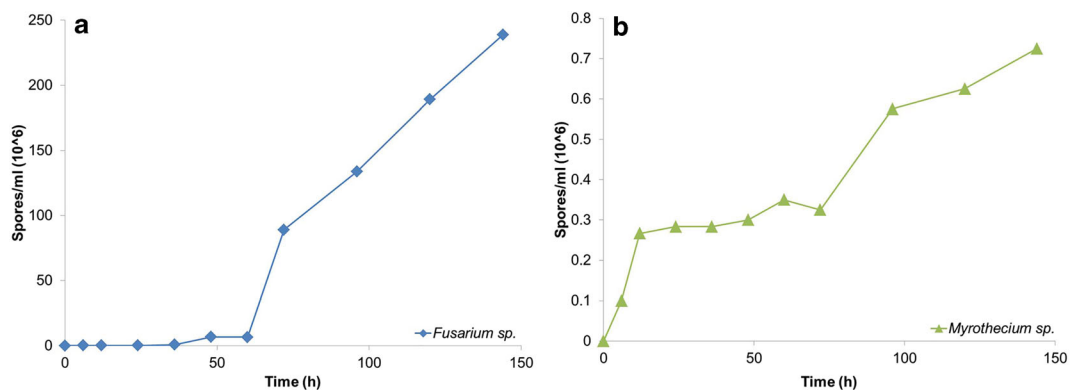 a
250
200
150
100
50
0
Spores/ml (10^6)
0 50 100 150
Time (h)
Fusarium sp.
b
0.8
0.7
0.6
0.5
0.4
0.3
0.2
0.1
0
Spores/ml (10^6)
0 50 100 150
Time (h)
Myrothecium sp.